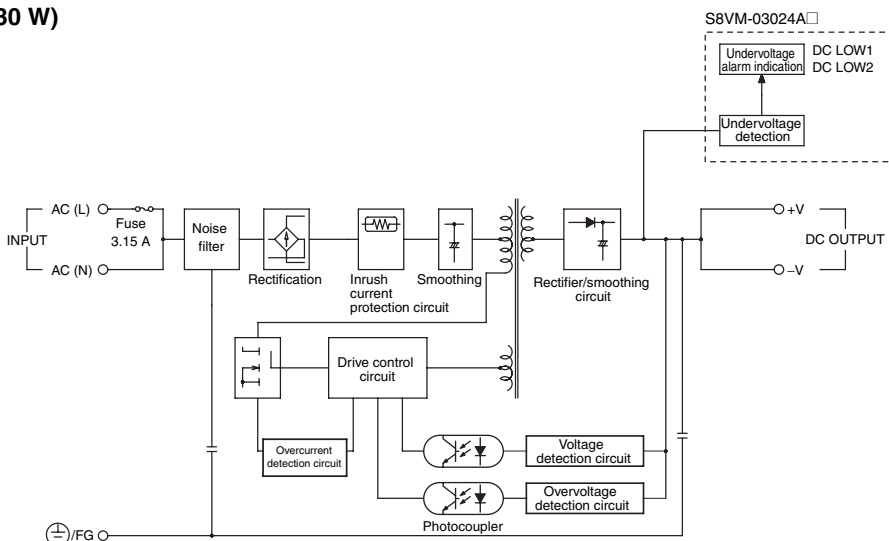 30 W)
S8VM-03024A□
Undervoltage
alarm indication
DC LOW1
DC LOW2
Undervoltage
detection
AC (L)
Fuse
3.15 A
INPUT
AC (N)
Noise
filter
Rectification
Inrush
current
protection circuit
Smoothing
Rectifier/smoothing
circuit
+V
DC OUTPUT
–V
Drive control
circuit
Overcurrent
detection circuit
Voltage
detection circuit
Overvoltage
detection circuit
Photocoupler
/FG